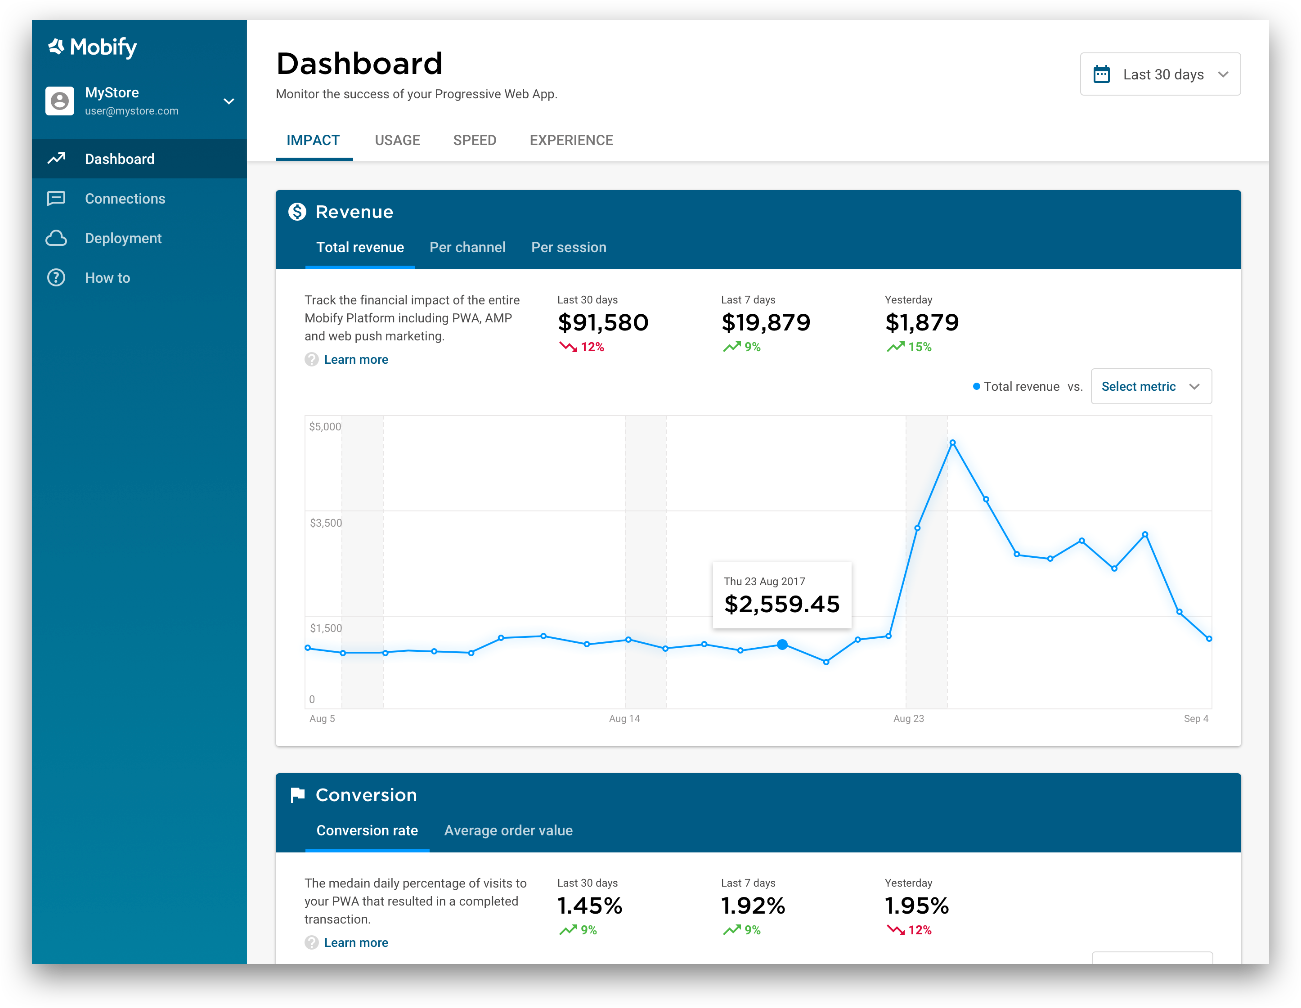 Mobify
MyStore
user@mystore.com
Dashboard
Connections
Deployment
How to
Dashboard
Monitor the success of your Progressive Web App.
Last 30 days
IMPACT USAGE SPEED EXPERIENCE
Revenue
Total revenue Per channel Per session
Track the financial impact of the entire
Mobify Platform including PWA, AMP
and web push marketing.
Learn more
Last 30 days
$91,580
12%
Last 7 days
$19,879
9%
Yesterday
$1,879
15%
Total revenue vs. Select metric
$5,000
$3,500
$1,500
0
Thu 23 Aug 2017
$2,559.45
Aug 5 Aug 14 Aug 23 Sep 4
Conversion
Conversion rate Average order value
The medain daily percentage of visits to
your PWA that resulted in a completed
transaction.
Learn more
Last 30 days
1.45%
9%
Last 7 days
1.92%
9%
Yesterday
1.95%
12%